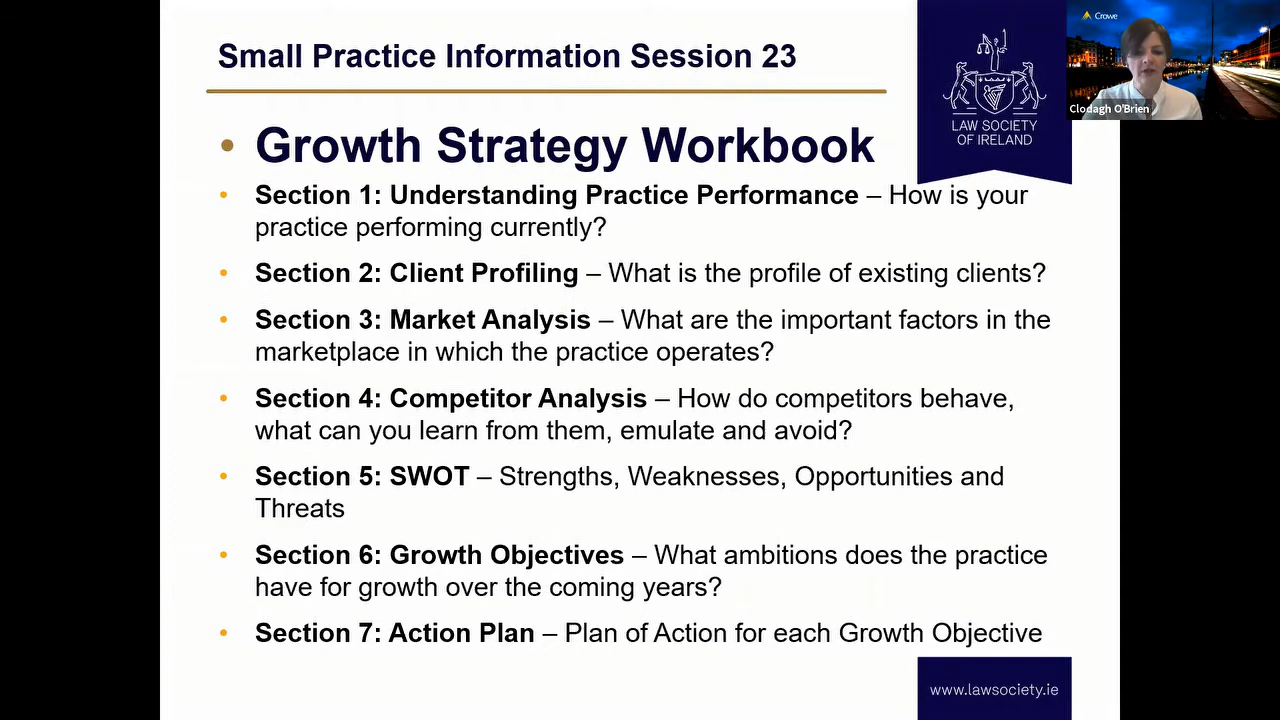 Small Practice Information Session 23
LAW SOCIETY
OF IRELAND
Crowe
Clodagh O'Brien
• Growth Strategy Workbook
• Section 1: Understanding Practice Performance – How is your
practice performing currently?
• Section 2: Client Profiling – What is the profile of existing clients?
• Section 3: Market Analysis – What are the important factors in the
marketplace in which the practice operates?
• Section 4: Competitor Analysis – How do competitors behave,
what can you learn from them, emulate and avoid?
• Section 5: SWOT – Strengths, Weaknesses, Opportunities and
Threats
• Section 6: Growth Objectives – What ambitions does the practice
have for growth over the coming years?
• Section 7: Action Plan – Plan of Action for each Growth Objective
www.lawsociety.ie